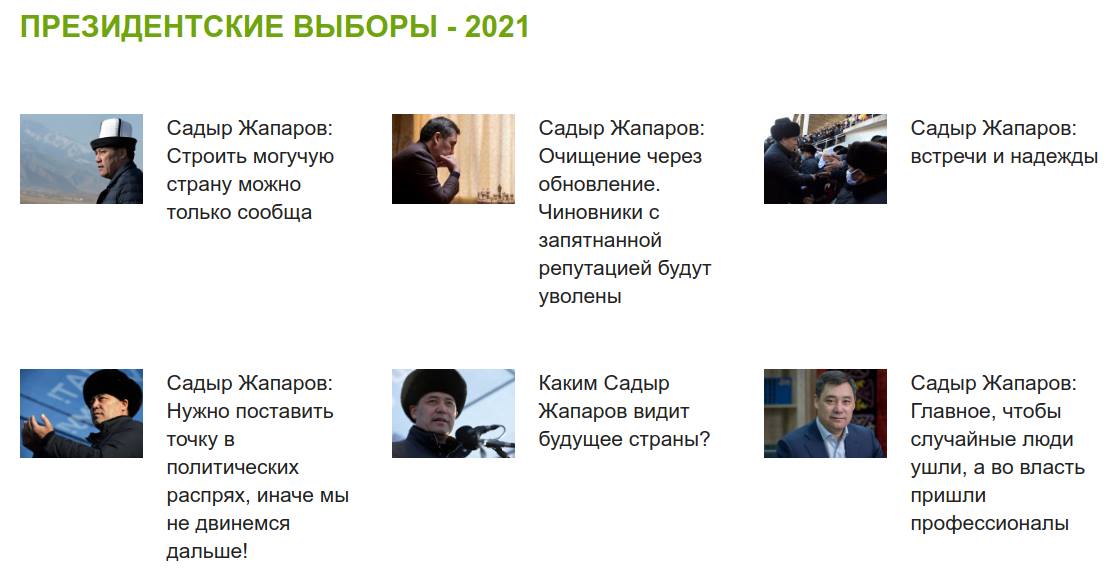 ПРЕЗИДЕНТСКИЕ ВЫБОРЫ - 2021
Садыр Жапаров:
Строить могучую
страну можно
только сообща
Садыр Жапаров:
Очищение через
обновление.
Чиновники с
запятнанной
репутацией будут
уволены
Садыр Жапаров:
встречи и надежды
Садыр Жапаров:
Нужно поставить
точку в
политических
распрях, иначе мы
не двинемся
дальше!
Каким Садыр
Жапаров видит
будущее страны?
Садыр Жапаров:
Главное, чтобы
случайные люди
ушли, а во власть
пришли
профессионалы